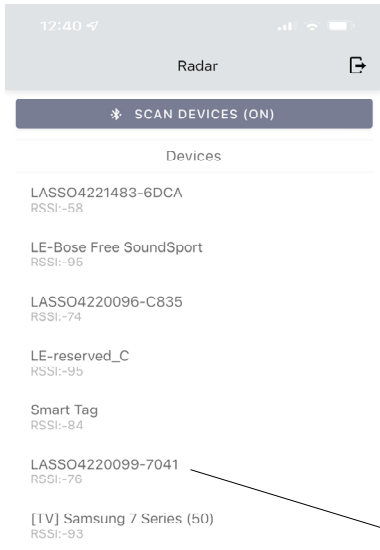 12:40
Radar
SCAN DEVICES (ON)
Devices
LASSO4221483-6DCA
RSSI:-58
LE-Bose Free SoundSport
RSSI:-95
LASSO4220096-C835
RSSI:-74
LE-reserved_C
RSSI:-95
Smart Tag
RSSI:-84
LASSO4220099-7041
RSSI:-76
[TV] Samsung 7 Series (50)
RSSI:-93